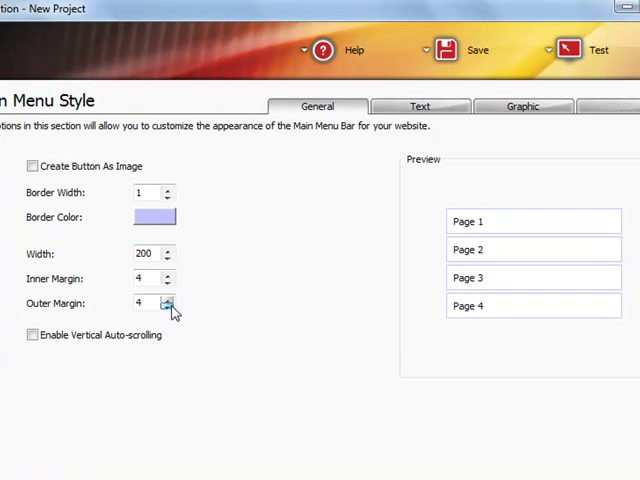 tion - New Project
Help
Save
Test
n Menu Style
General
Text
Graphic
tions in this section will allow you to customize the appearance of the Main Menu Bar for your website.
Create Button As Image
Preview
Border Width: 1
Border Color:
Page 1
Width: 200
Page 2
Inner Margin: 4
Page 3
Outer Margin: 4
Page 4
Enable Vertical Auto-scrolling